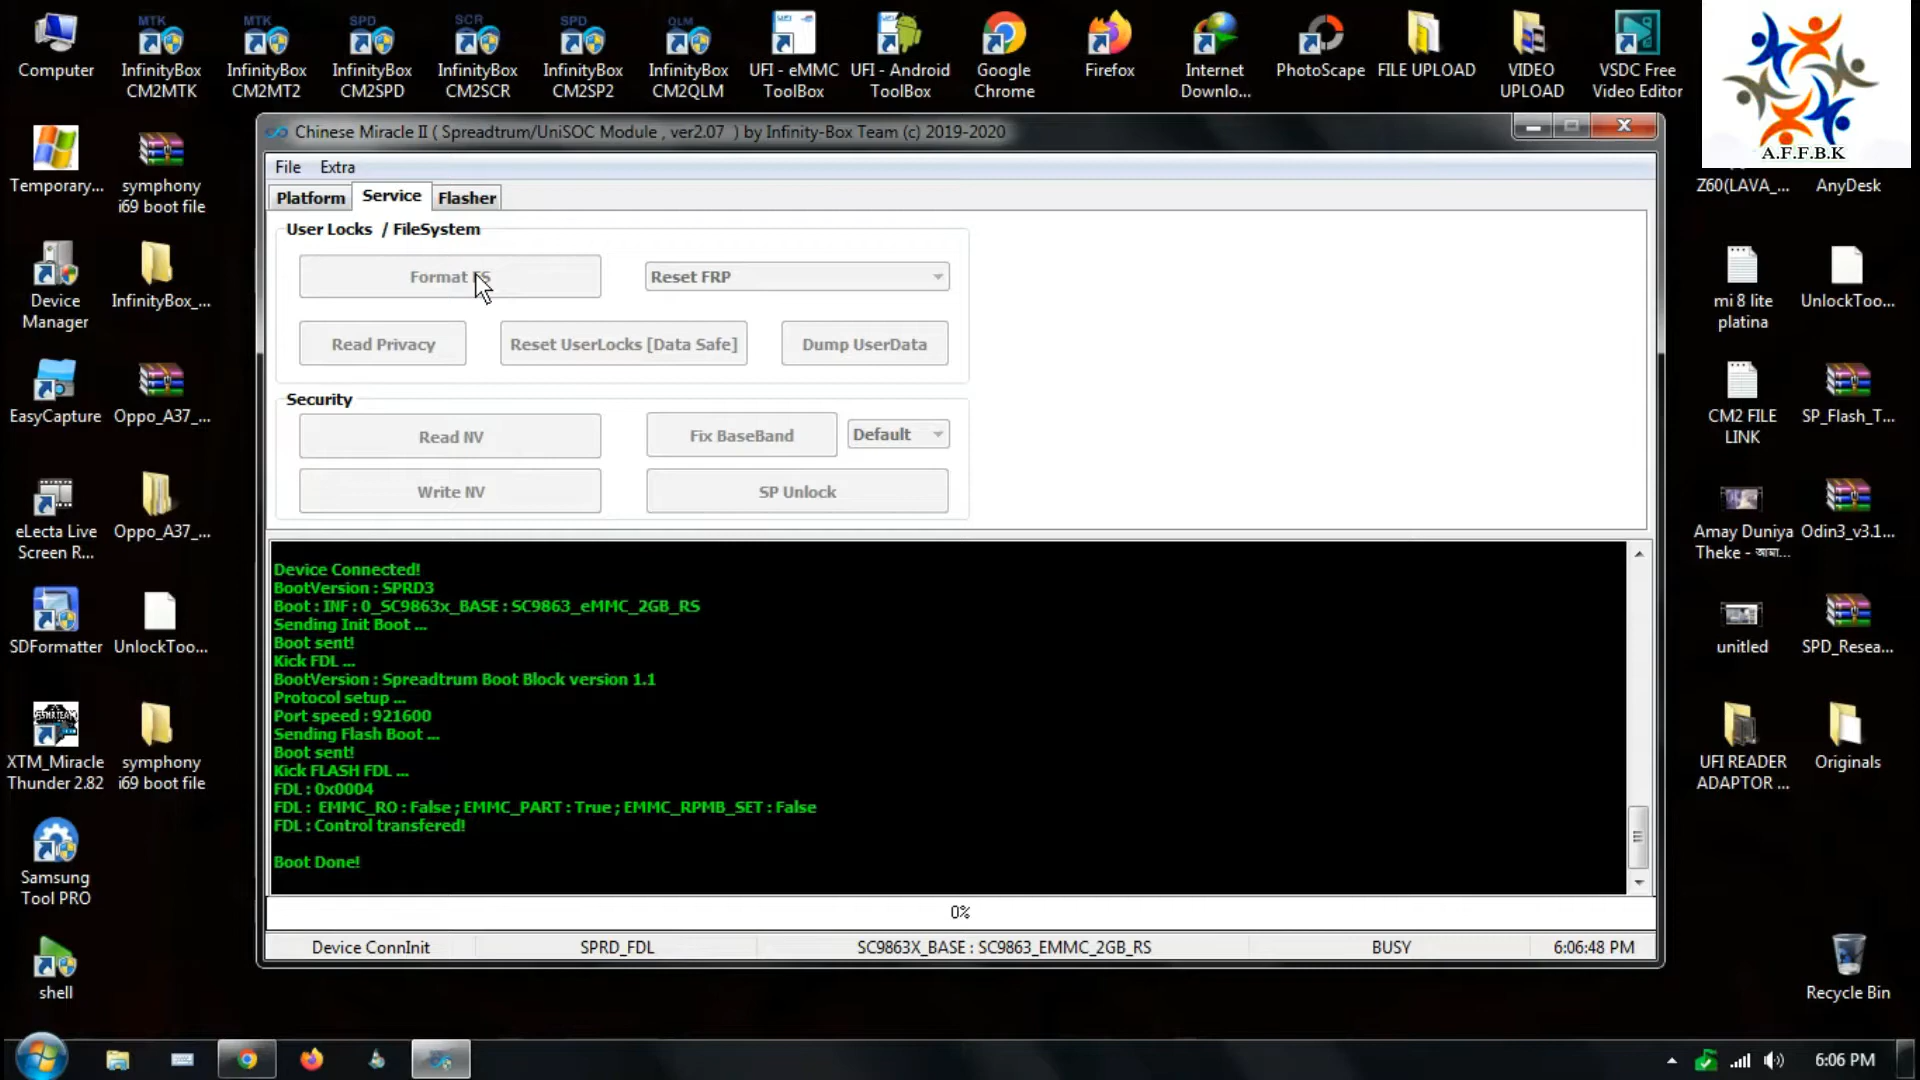 Computer
MTK
InfinityBox
CM2MTK
MTK
InfinityBox
CM2MT2
SPD
InfinityBox
CM2SPD
SCR
InfinityBox
CM2SCR
SPD
InfinityBox
CM2SP2
QLM
InfinityBox
CM2QLM
UFI - eMMC
ToolBox
UFI - Android
ToolBox
Google
Chrome
Firefox
Internet
Downlo...
PhotoScape
FILE UPLOAD
VIDEO
UPLOAD
VSDC Free
Video Editor
A.F.F.B.K
Temporary...
symphony
i69 boot file
Z60(LAVA_...
AnyDesk
Device
Manager
InfinityBox_...
mi 8 lite
platina
UnlockToo...
EasyCapture
Oppo_A37_...
CM2 FILE
LINK
SP_Flash_T...
eLecta Live
Screen R...
Oppo_A37_...
Amay Duniya
Theke -
Odin3_v3.1...
SDFormatter
UnlockToo...
unitled
SPD_Resea...
XTM_Miracle
Thunder 2.82
symphony
i69 boot file
UFI READER
ADAPTOR ...
Originals
Samsung
Tool PRO
shell
Recycle Bin
Chinese Miracle II ( Spreadtrum/UniSOC Module , ver2.07 ) by Infinity-Box Team (c) 2019-2020
File Extra
Platform Service Flasher
User Locks / FileSystem
Format FS
Reset FRP
Read Privacy
Reset UserLocks [Data Safe]
Dump UserData
Security
Read NV
Fix BaseBand
Default
Write NV
SP Unlock
Device Connected!
BootVersion : SPRD3
Boot : INF : 0_SC9863x_BASE : SC9863_eMMC_2GB_RS
Sending Init Boot ...
Boot sent!
Kick FDL ...
BootVersion : Spreadtrum Boot Block version 1.1
Protocol setup ...
Port speed : 921600
Sending Flash Boot ...
Boot sent!
Kick FLASH FDL ...
FDL : 0x0004
FDL : EMMC_RO : False ; EMMC_PART : True ; EMMC_RPMB_SET : False
FDL : Control transfered!
Boot Done!
0%
Device ConnInit
SPRD_FDL
SC9863X_BASE : SC9863_EMMC_2GB_RS
BUSY
6:06:48 PM
6:06 PM